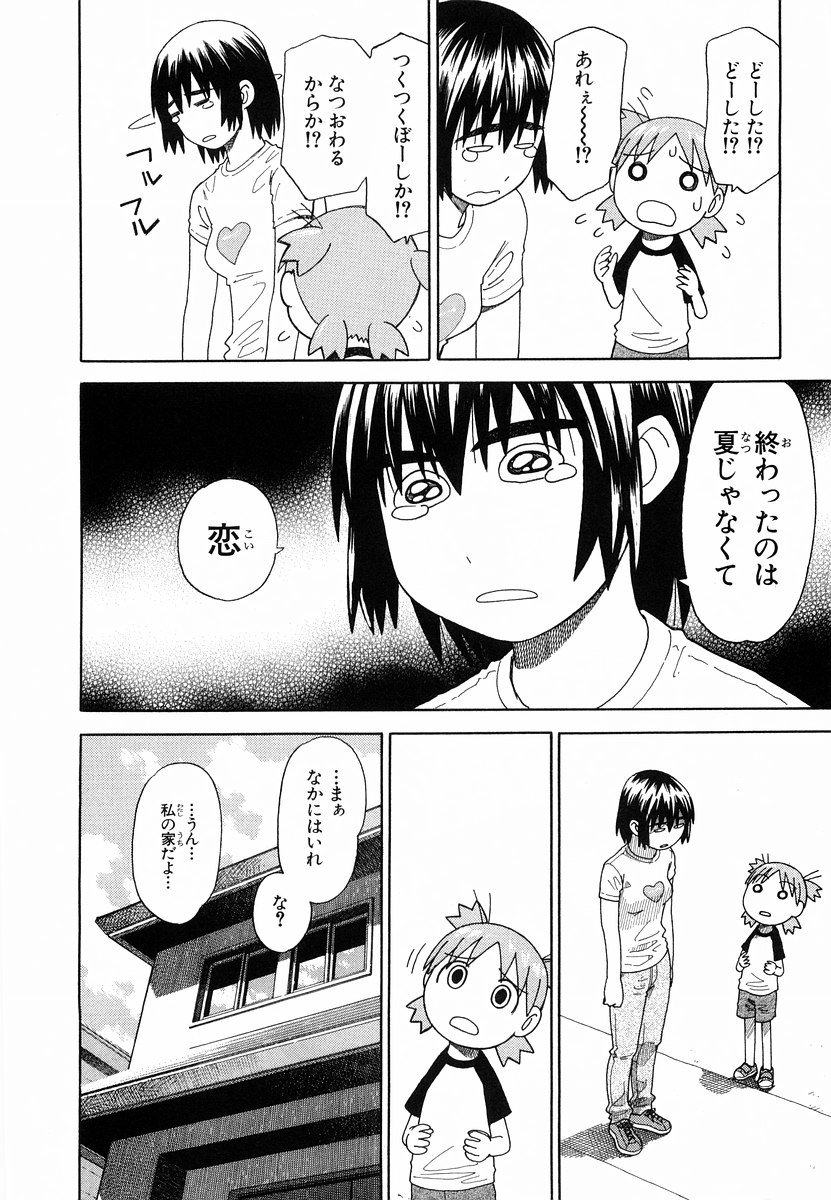 どーした!?
どーした!?
あれぇ〜〜!?
つくつくぼーしか!?
なつおわる
からか!?
フル
フル
終わったのは
夏じゃなくて
恋
…まぁ
なかにはいれ
な?
…うん…
私の家だよ…